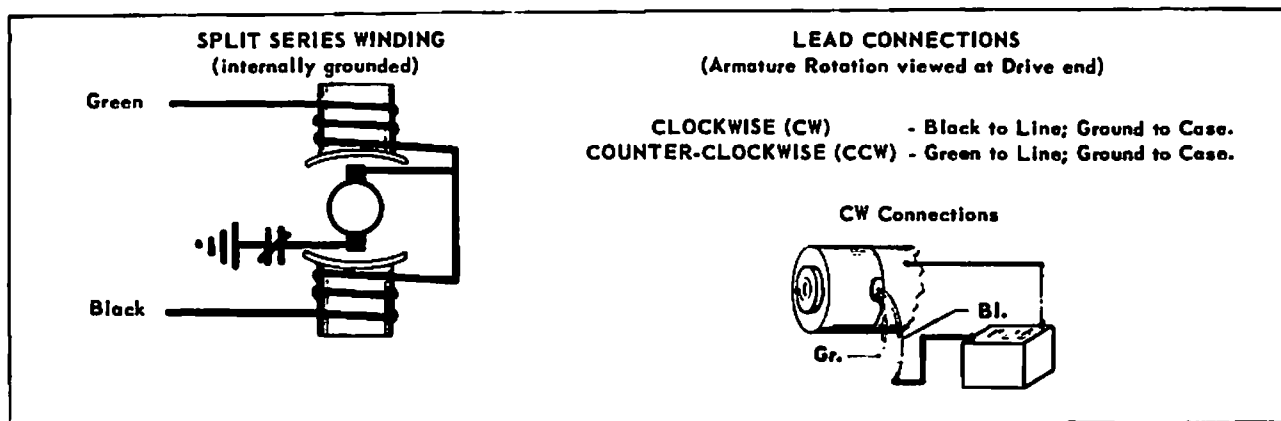 SPLIT SERIES WINDING
(internally grounded)
Green
Black
LEAD CONNECTIONS
(Armature Rotation viewed at Drive end)
CLOCKWISE (CW) - Black to Line; Ground to Case.
COUNTER-CLOCKWISE (CCW) - Green to Line; Ground to Case.
CW Connections
Bl.
Gr.